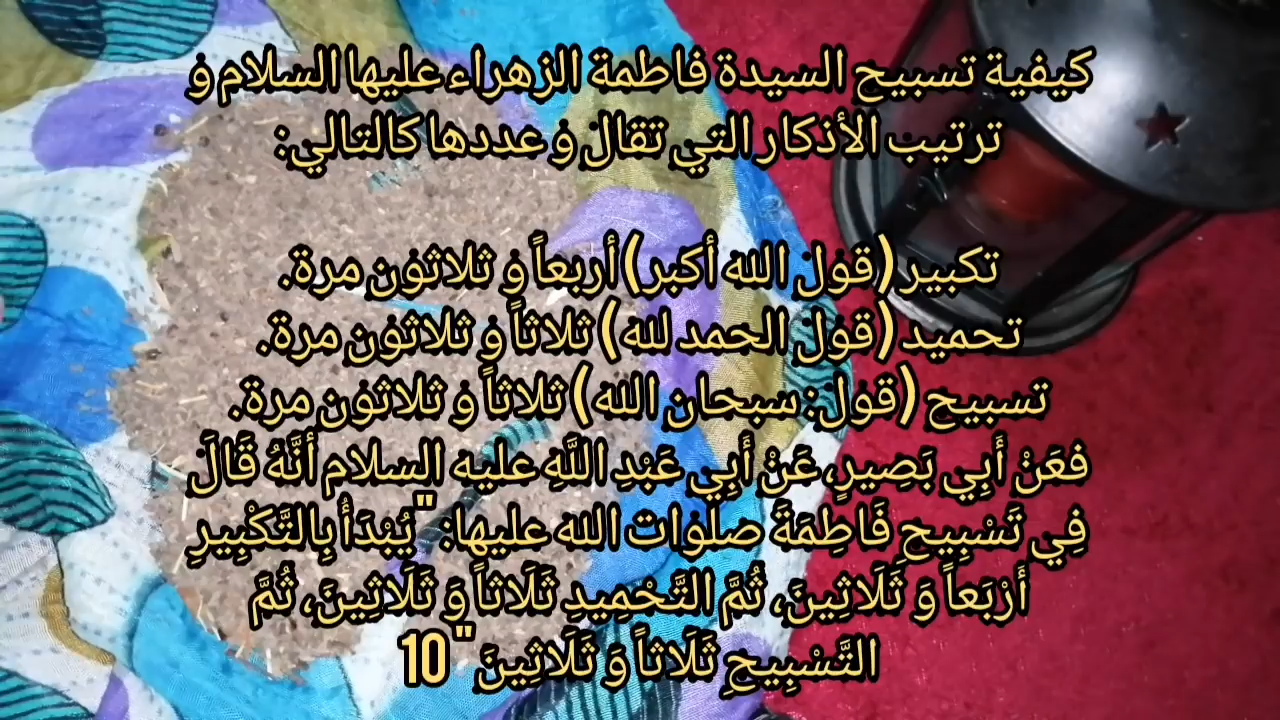 كيفية تسبيح السيدة فاطمة الزهراء عليها السلام و
ترتيب الأذكار التي تقال و عددها كالتالي:
تكبير (قول الله أكبر) أربعاً و ثلاثون مرة.
تحميد (قول الحمد لله) ثلاثاً و ثلاثون مرة.
تسبيح (قول: سبحان الله) ثلاثاً و ثلاثون مرة.
فعَنْ أَبِي بَصِيرٍ، عَنْ أَبِي عَبْدِ اللَّهِ عليه السلام أنَّهُ قَالَ
فِي تَسْبِيحِ فَاطِمَةَ صلوات الله عليها: "يُبْدَأُ بِالتَّكْبِيرِ
أَرْبَعاً وَ ثَلَاثِينَ، ثُمَّ التَّحْمِيدِ ثَلَاثاً وَ ثَلَاثِينَ، ثُمَّ
التَّسْبِيحِ ثَلَاثاً وَ ثَلَاثِينَ" 10